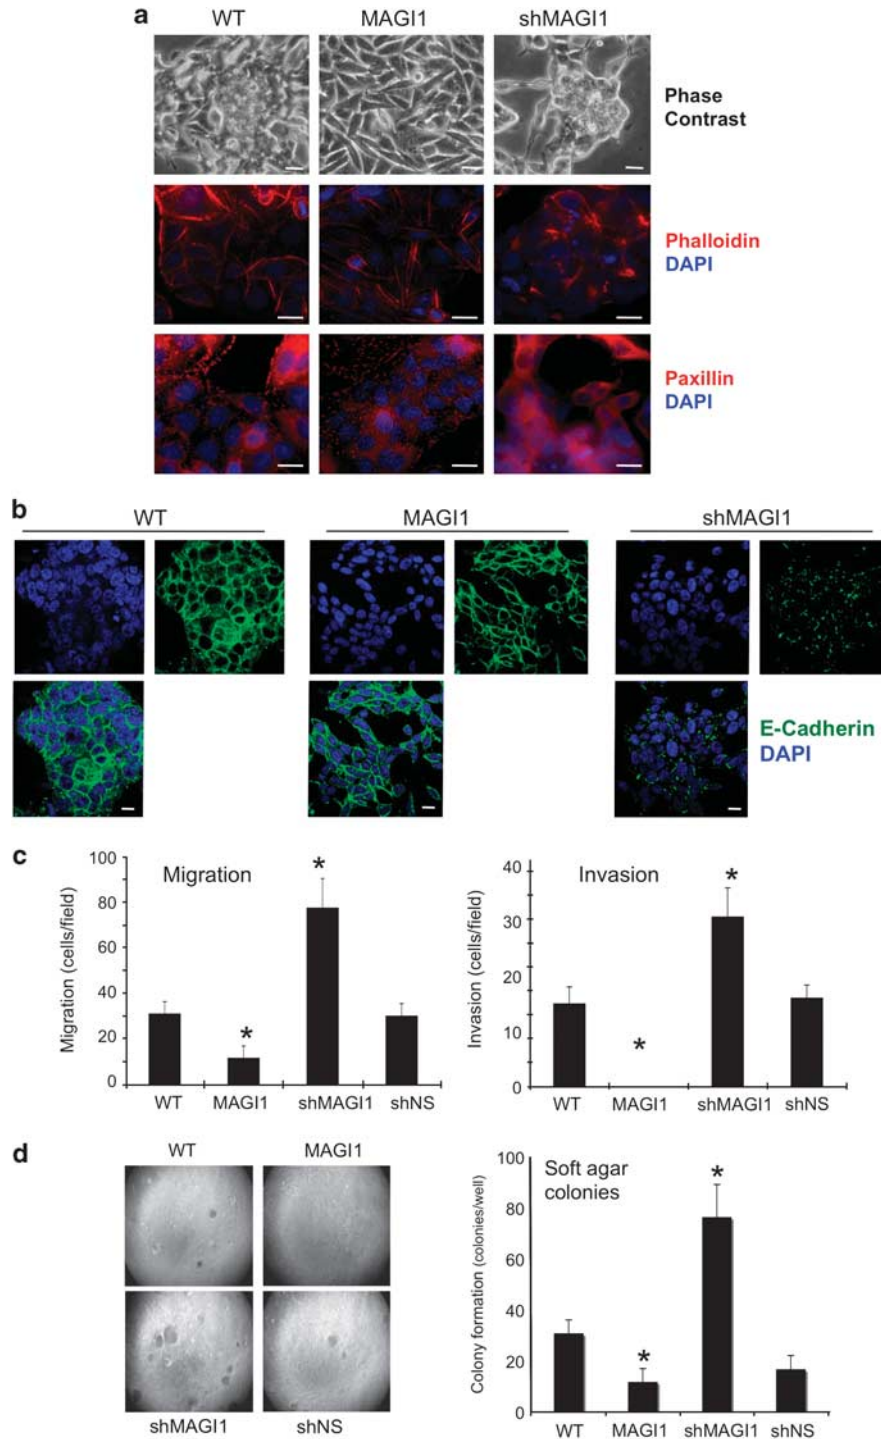 a
WT MAGI1 shMAGI1
Phase
Contrast
Phalloidin
DAPI
Paxillin
DAPI
b
WT MAGI1 shMAGI1
E-Cadherin
DAPI
c
Migration
Migration (cells/field)
100
80
60
40
20
0
*
*
WT MAGI1 shMAGI1 shNS
Invasion
Invasion (cells/field)
40
30
20
10
0
*
*
WT MAGI1 shMAGI1 shNS
d
WT MAGI1
shMAGI1 shNS
Soft agar
colonies
Colony formation (colonies/well)
100
80
60
40
20
0
*
*
WT MAGI1 shMAGI1 shNS